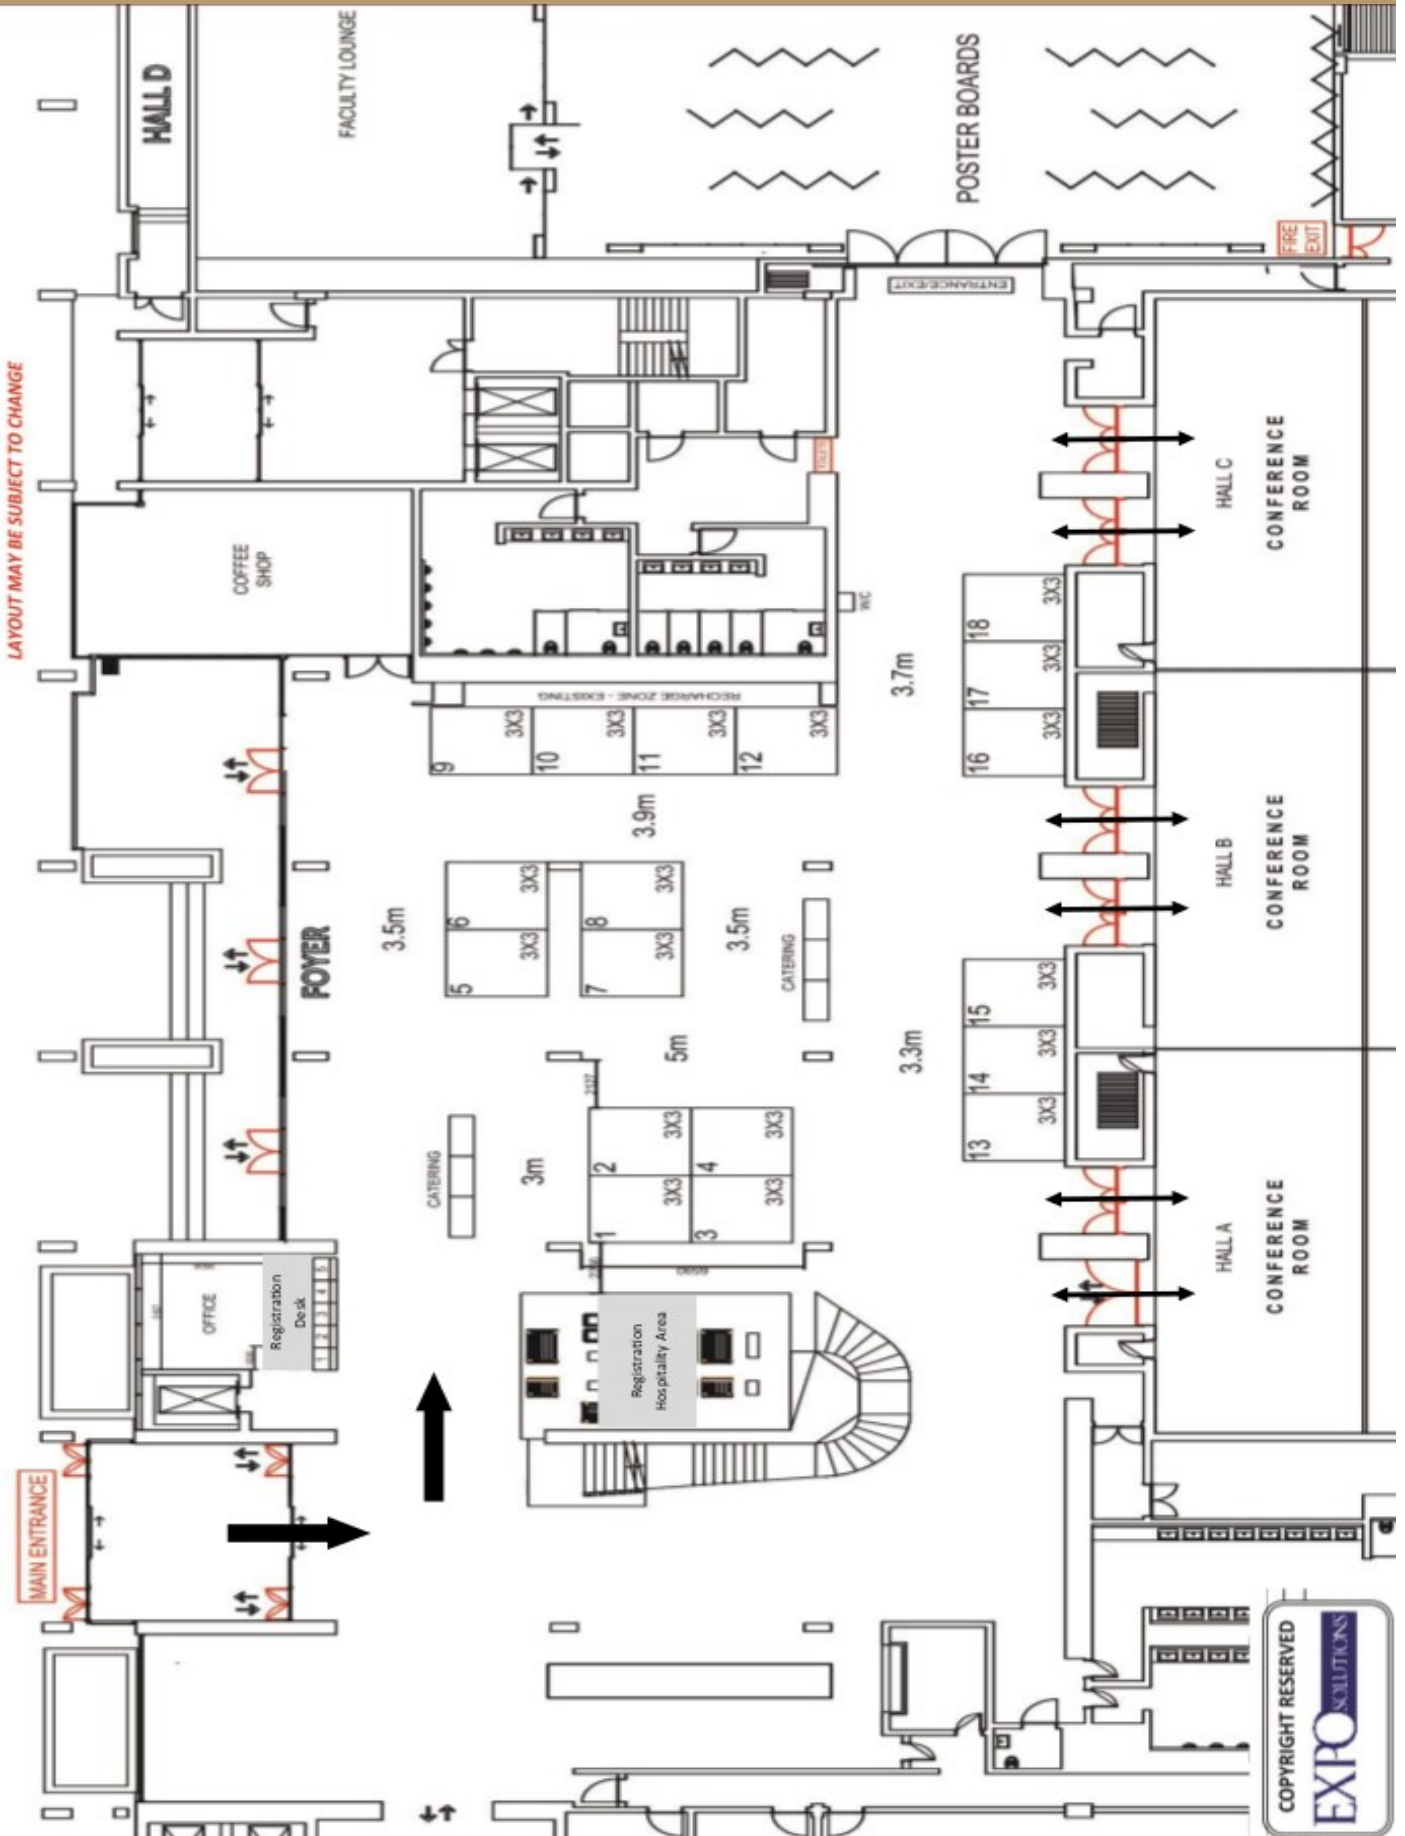 LAYOUT MAY BE SUBJECT TO CHANGE
HALL D
FACULTY LOUNGE
POSTER BOARDS
FIRE
EXIT
ENTRANCE/EXIT
TOILETS
COFFEE
SHOP
WC
RECHARGE ZONE - EXISTING
HALL C
CONFERENCE
ROOM
18
3X3
17
3X3
16
3X3
3.7m
9
3X3
10
3X3
11
3X3
12
3X3
3.9m
HALL B
CONFERENCE
ROOM
FOYER
3.5m
6
3X3
8
3X3
5
3X3
7
3X3
3.5m
CATERING
15
3X3
14
3X3
13
3X3
3.3m
5m
CATERING
3m
2127
2
3X3
4
3X3
1
3X3
3
3X3
HALL A
CONFERENCE
ROOM
OFFICE
Registration
Desk
1 2 3 4 5
Registration
Hospitality Area
MAIN ENTRANCE
COPYRIGHT RESERVED
EXPO SOLUTIONS